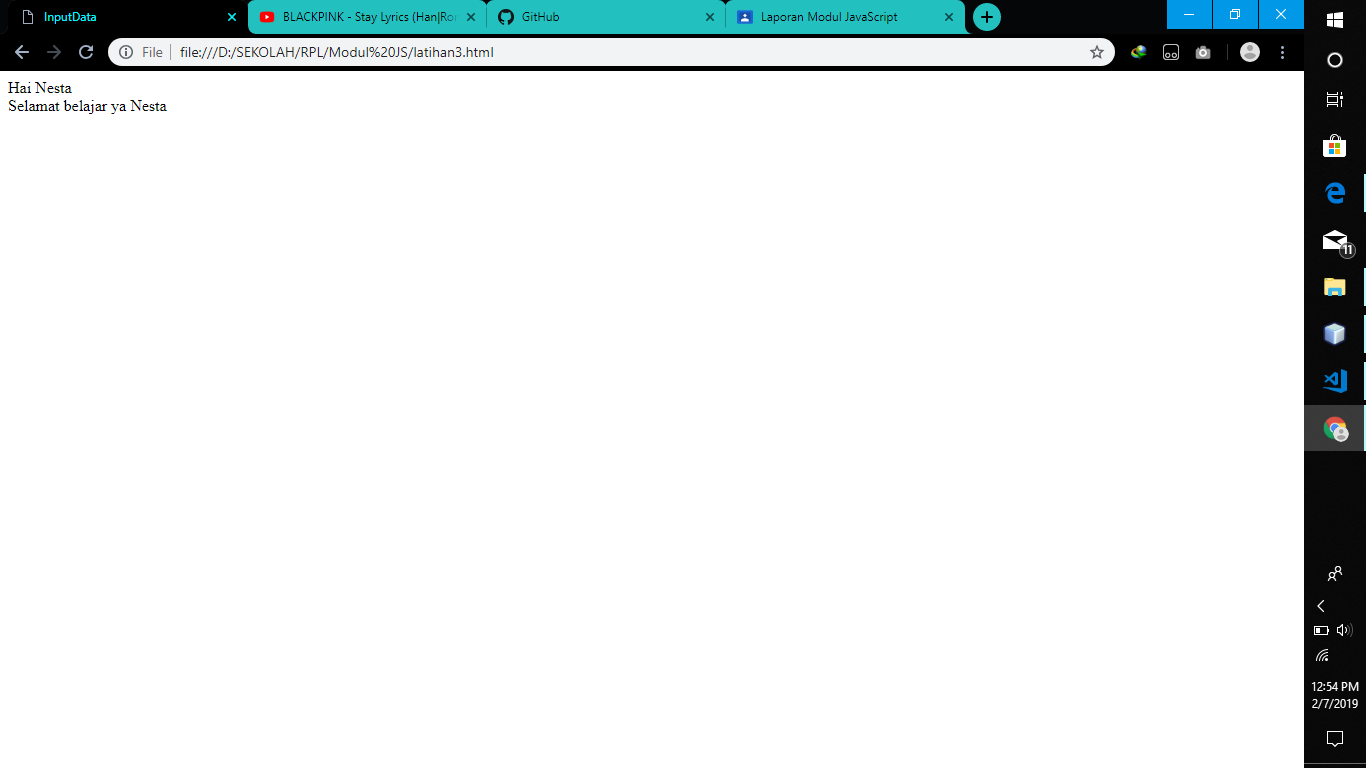 InputData
BLACKPINK - Stay Lyrics (Han|Ro
GitHub
Laporan Modul JavaScript
File
file:///D:/SEKOLAH/RPL/Modul%20JS/latihan3.html
Hai Nesta
Selamat belajar ya Nesta
11
12:54 PM
2/7/2019